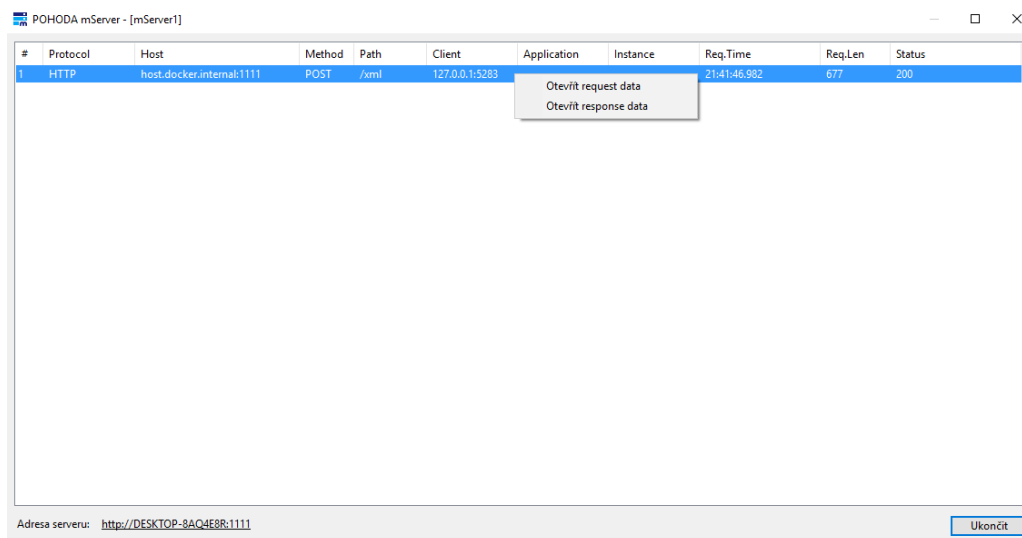 POHODA mServer - [mServer1]
# Protocol Host Method Path Client Application Instance Req.Time Req.Len Status
1 HTTP host.docker.internal:1111 POST /xml 127.0.0.1:5283 21:41:46.982 677 200
Otevřít request data
Otevřít response data
Adresa serveru: http://DESKTOP-8AQ4E8R:1111
Ukončit